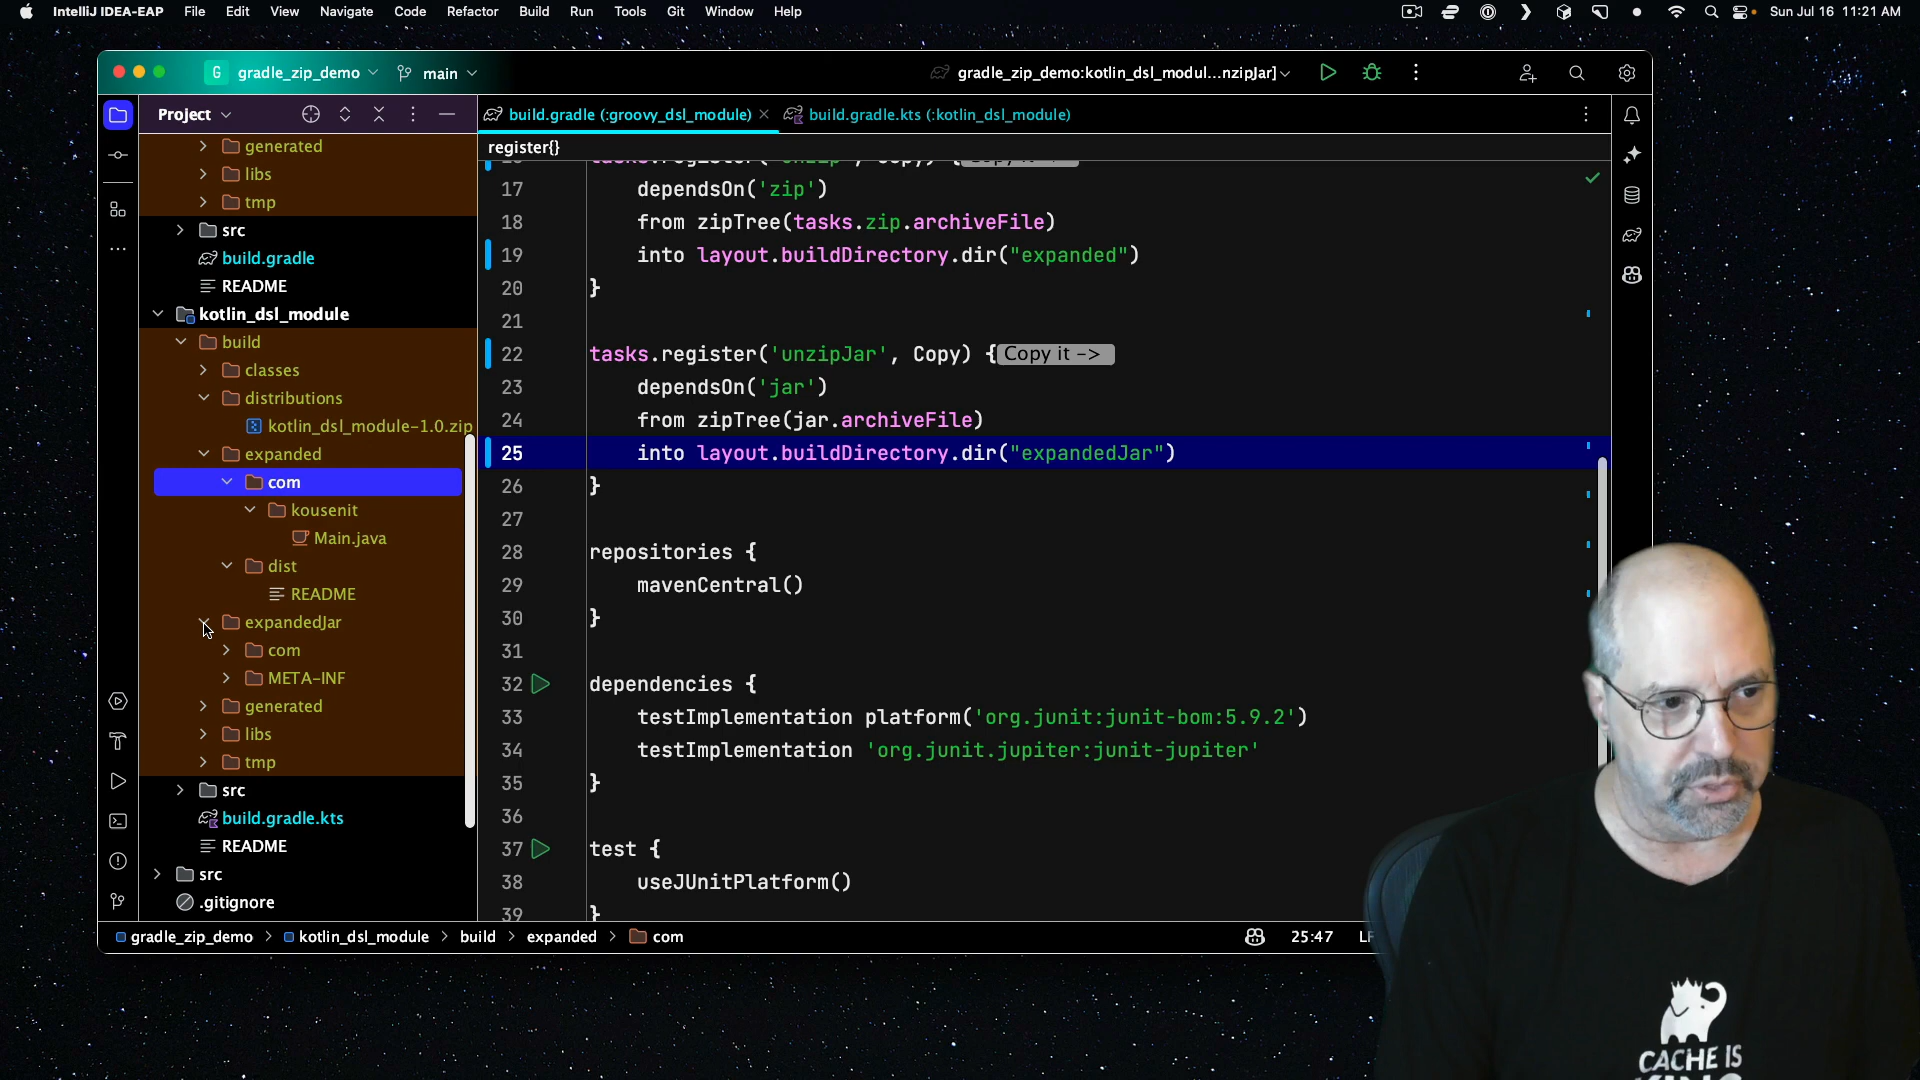 IntelliJ IDEA-EAP File Edit View Navigate Code Refactor Build Run Tools Git Window Help Sun Jul 16 11:21 AM
G gradle_zip_demo main gradle_zip_demo:kotlin_dsl_modul...nzipJar]
Project
build.gradle (:groovy_dsl_module) build.gradle.kts (:kotlin_dsl_module)
register{}
generated
libs
tmp
src
build.gradle
README
kotlin_dsl_module
build
classes
distributions
kotlin_dsl_module-1.0.zip
expanded
com
kousenit
Main.java
dist
README
expandedJar
com
META-INF
generated
libs
tmp
src
build.gradle.kts
README
src
.gitignore
17 dependsOn('zip')
18 from zipTree(tasks.zip.archiveFile)
19 into layout.buildDirectory.dir("expanded")
20 }
21
22 tasks.register('unzipJar', Copy) { Copy it ->
23 dependsOn('jar')
24 from zipTree(jar.archiveFile)
25 into layout.buildDirectory.dir("expandedJar")
26 }
27
28 repositories {
29 mavenCentral()
30 }
31
32 dependencies {
33 testImplementation platform('org.junit:junit-bom:5.9.2')
34 testImplementation 'org.junit.jupiter:junit-jupiter'
35 }
36
37 test {
38 useJUnitPlatform()
39 }
gradle_zip_demo > kotlin_dsl_module > build > expanded > com 25:47
CACHE IS